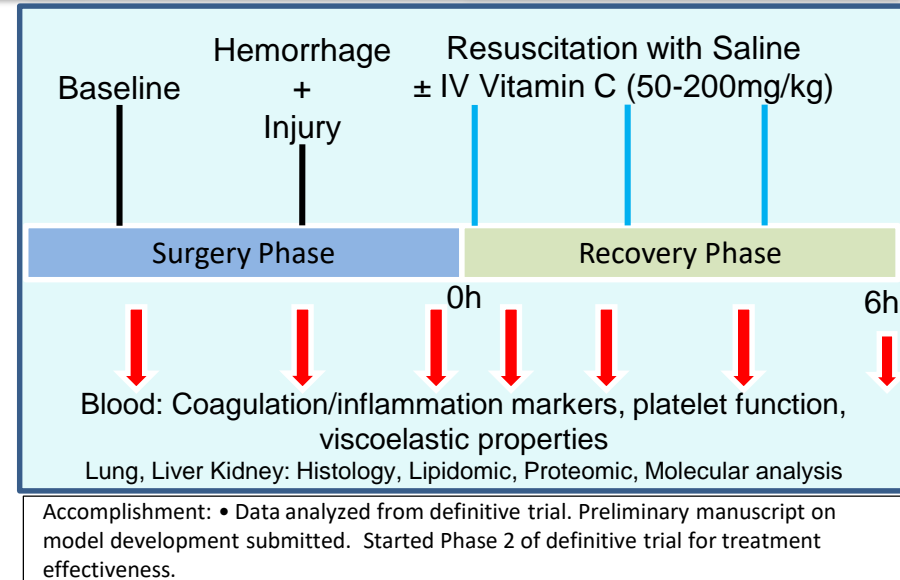 Hemorrhage
+
Injury
Resuscitation with Saline
± IV Vitamin C (50-200mg/kg)
Baseline
Surgery Phase
Recovery Phase
0h
6h
Blood: Coagulation/inflammation markers, platelet function,
viscoelastic properties
Lung, Liver Kidney: Histology, Lipidomic, Proteomic, Molecular analysis
Accomplishment: • Data analyzed from definitive trial. Preliminary manuscript on
model development submitted.  Started Phase 2 of definitive trial for treatment
effectiveness.